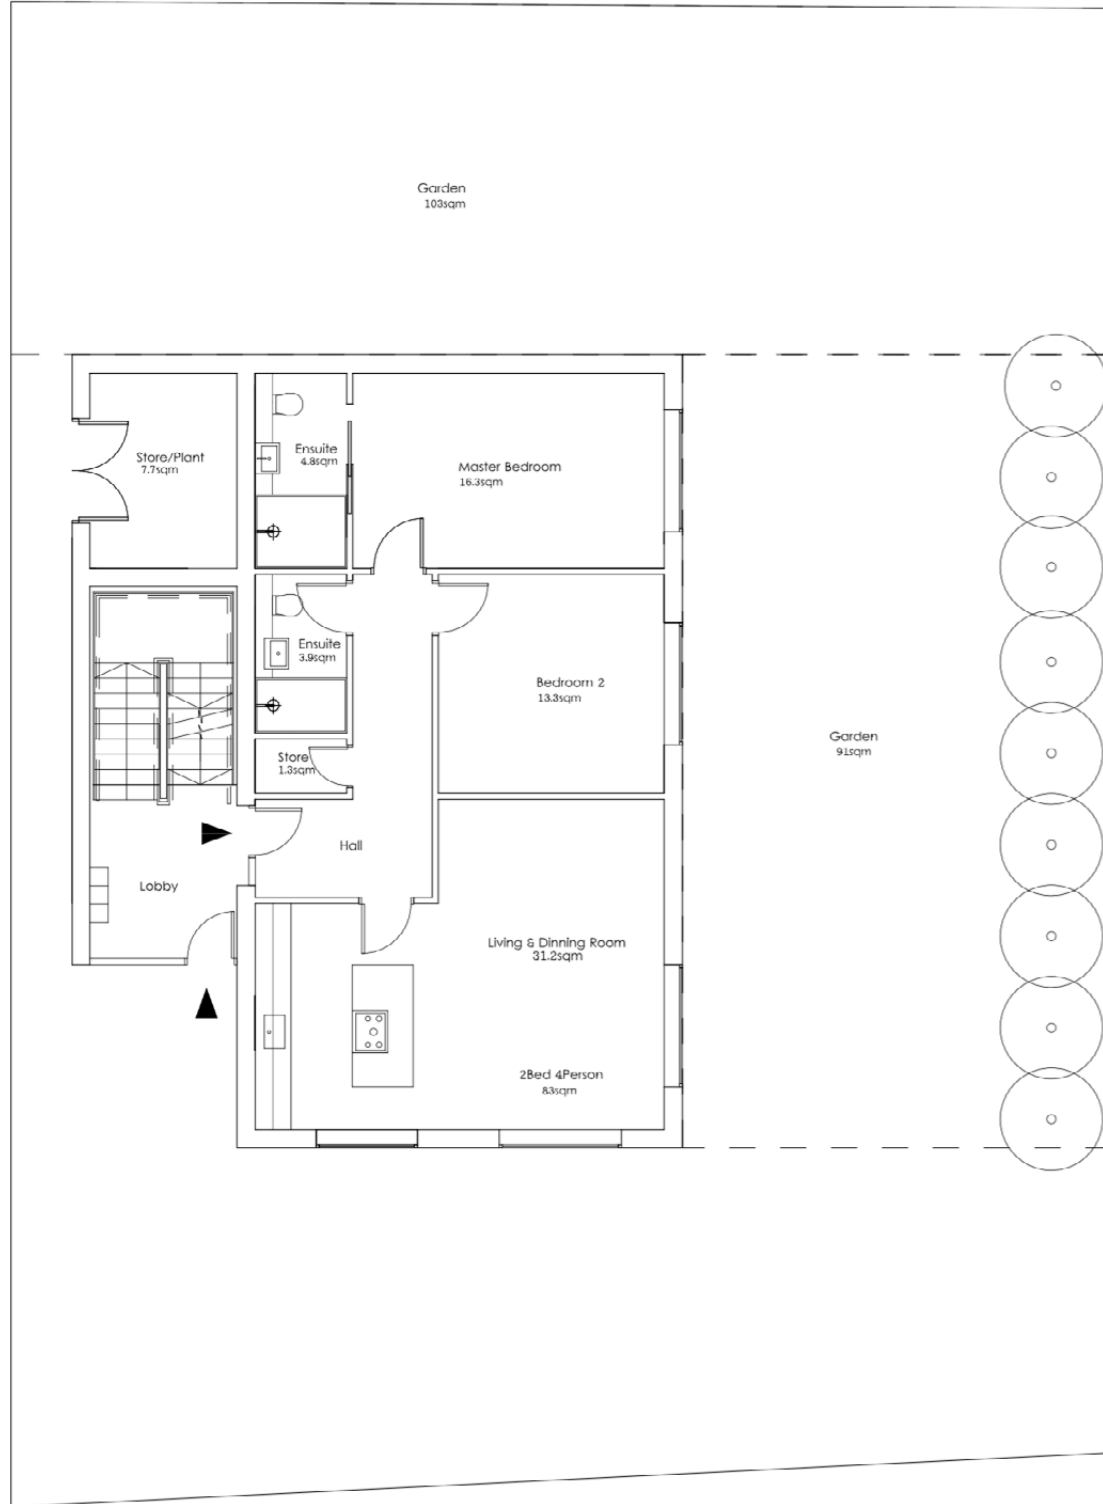 Garden
103sqm
Store/Plant
7.7sqm
Ensuite
4.8sqm
Master Bedroom
16.3sqm
Ensuite
3.9sqm
Bedroom 2
13.3sqm
Store
1.3sqm
Garden
91sqm
Hall
Lobby
Living & Dinning Room
31.2sqm
2Bed 4Person
83sqm